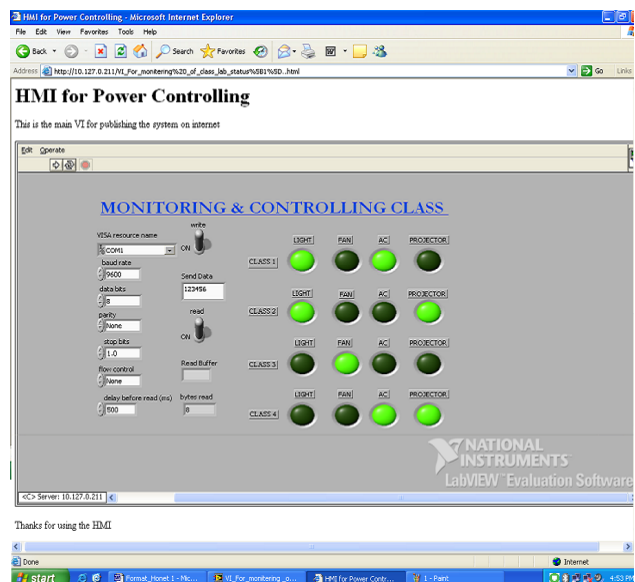 HMI for Power Controlling - Microsoft Internet Explorer
File Edit View Favorites Tools Help
Back Search Favorites
Address http://10.127.0.211/VI_For_monitering%20_of_class_lab_status%5B1%5D..html Go Links
HMI for Power Controlling
This is the main VI for publishing the system on internet
Edit Operate
MONITORING & CONTROLLING CLASS
VISA resource name
COM1
baud rate
9600
data bits
8
parity
None
stop bits
1.0
flow control
None
delay before read (ms)
500
write
ON
Send Data
123456
read
ON
Read Buffer
bytes read
0
LIGHT FAN AC PROJECTOR
CLASS 1
LIGHT FAN AC PROJECTOR
CLASS 2
LIGHT FAN AC PROJECTOR
CLASS 3
LIGHT FAN AC PROJECTOR
CLASS 4
NATIONAL
INSTRUMENTS
LabVIEW Evaluation Software
<C> Server: 10.127.0.211
Thanks for using the HMI
Done Internet
start Format_Honet 1 - Mic... VI_For_monitering _o... HMI for Power Contr... 1 - Paint 4:53 PM